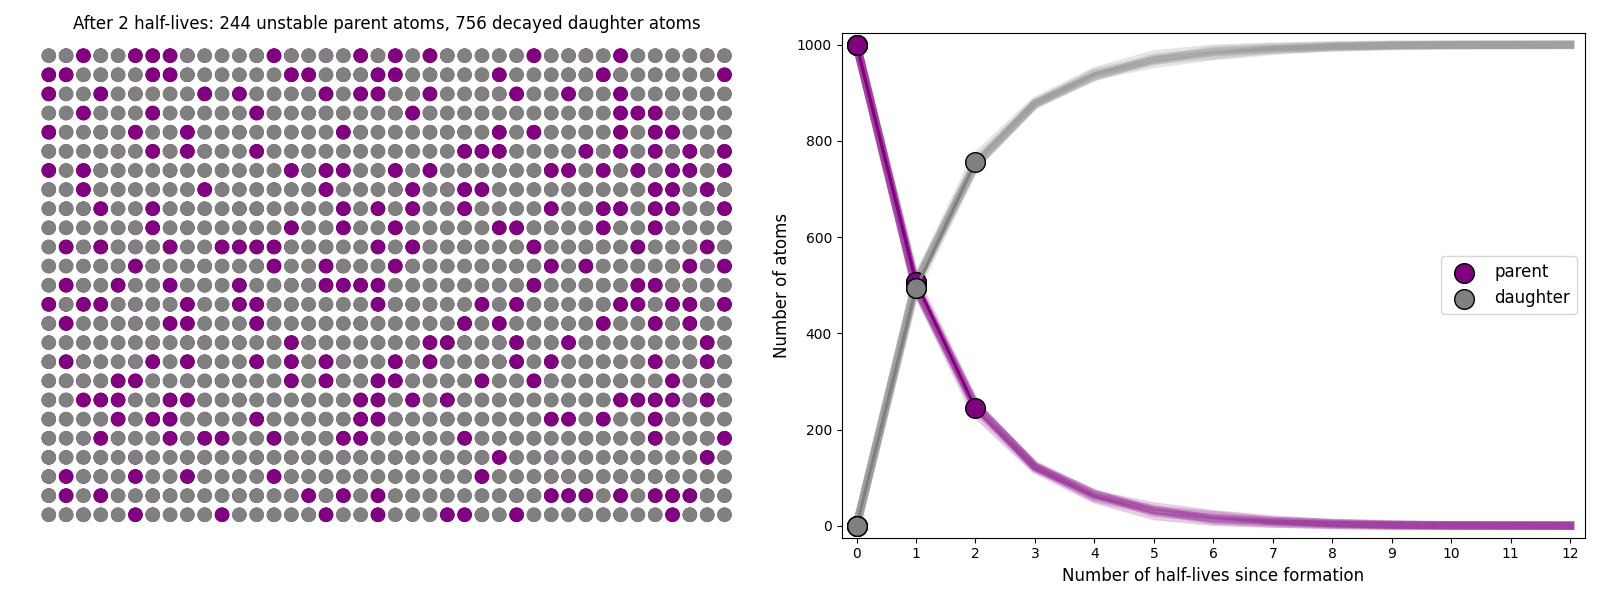 After 2 half-lives: 244 unstable parent atoms, 756 decayed daughter atoms
1000
800
600
400
200
0
Number of atoms
parent
daughter
0 1 2 3 4 5 6 7 8 9 10 11 12
Number of half-lives since formation